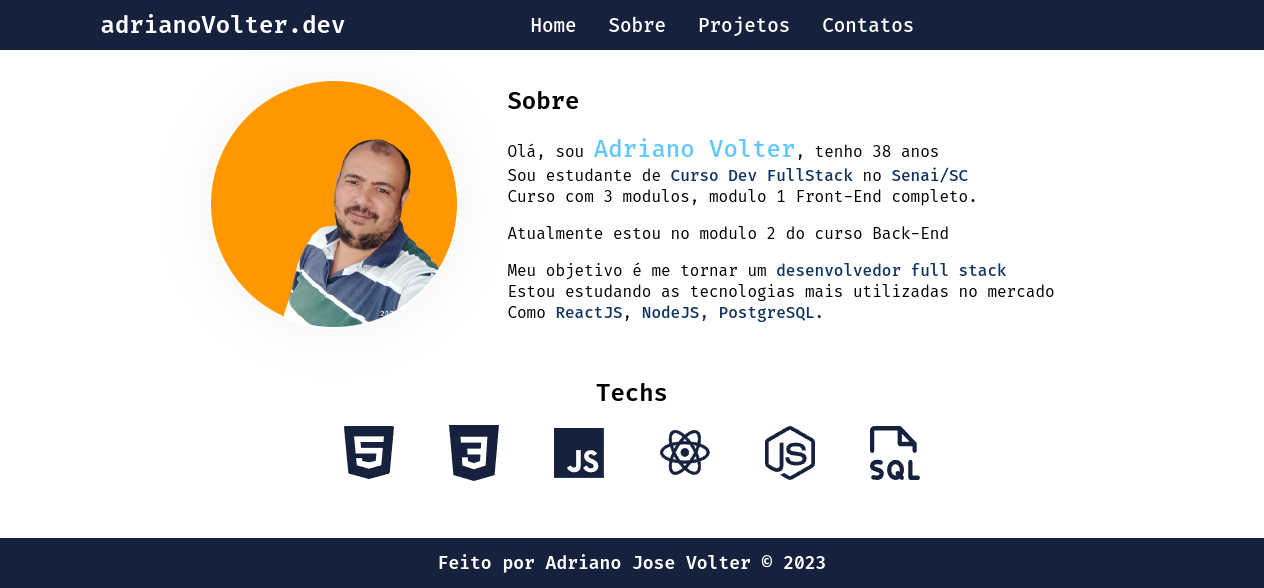 adrianoVolter.dev
Home Sobre Projetos Contatos
Sobre
Olá, sou Adriano Volter, tenho 38 anos
Sou estudante de Curso Dev FullStack no Senai/SC
Curso com 3 modulos, modulo 1 Front-End completo.
Atualmente estou no modulo 2 do curso Back-End
Meu objetivo é me tornar um desenvolvedor full stack
Estou estudando as tecnologias mais utilizadas no mercado
Como ReactJS, NodeJS, PostgreSQL.
Techs
5 3 JS JS SQL
Feito por Adriano Jose Volter © 2023